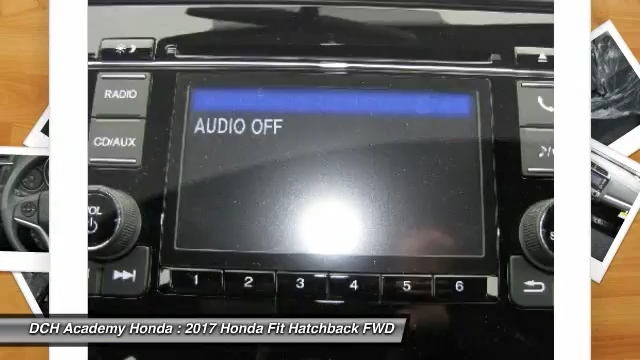 RADIO
AUDIO OFF
CD/AUX
VOL
1 2 3 4 5 6
DCH Academy Honda : 2017 Honda Fit Hatchback FWD